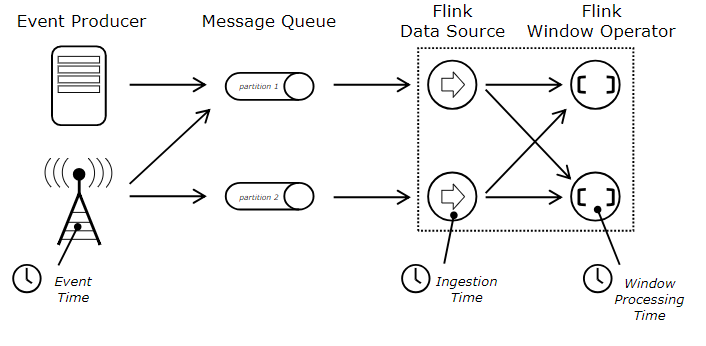 Event Producer
Message Queue
Flink
Data Source
Flink
Window Operator
partition 1
[ ]
partition 2
[ ]
Event
Time
Ingestion
Time
Window
Processing
Time